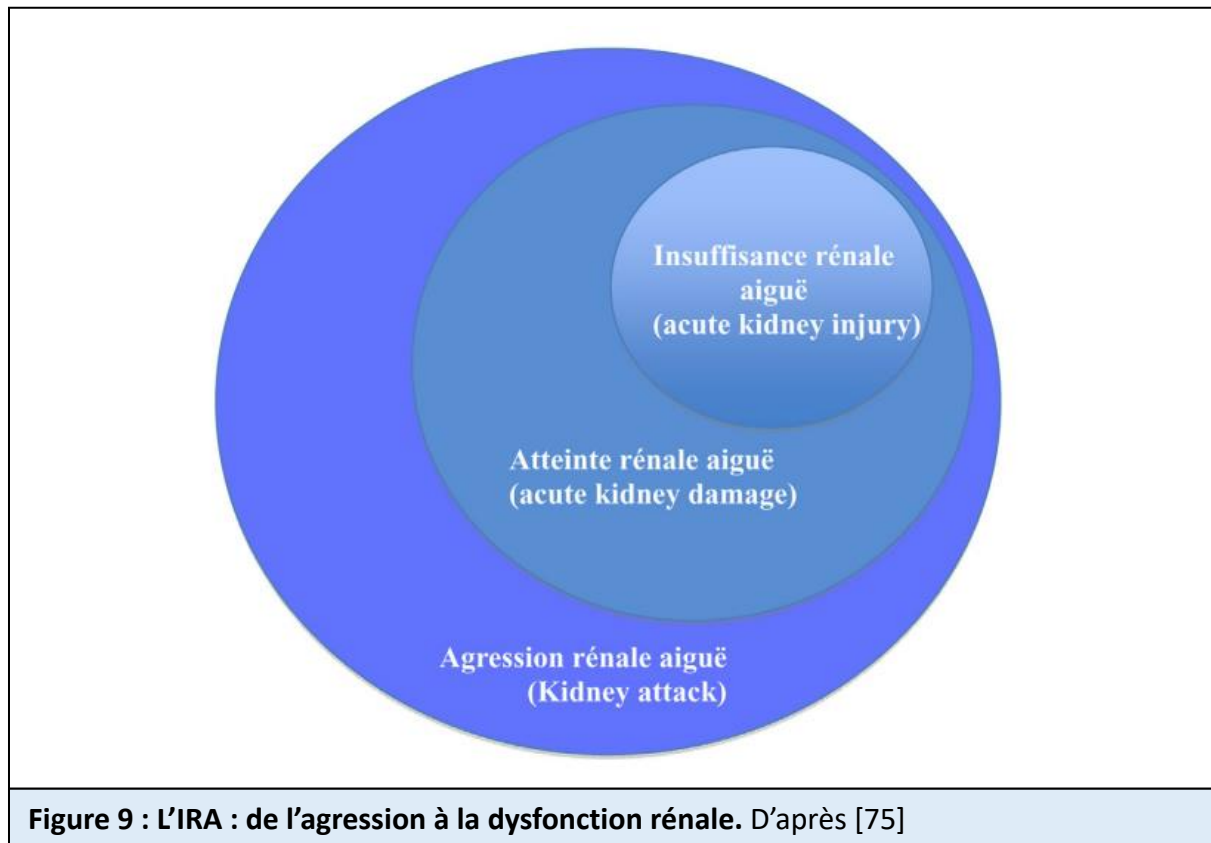 Insuffisance rénale
aiguë
(acute kidney injury)
Atteinte rénale aiguë
(acute kidney damage)
Agression rénale aiguë
(Kidney attack)
Figure 9 : L'IRA : de l'agression à la dysfonction rénale. D'après [75]